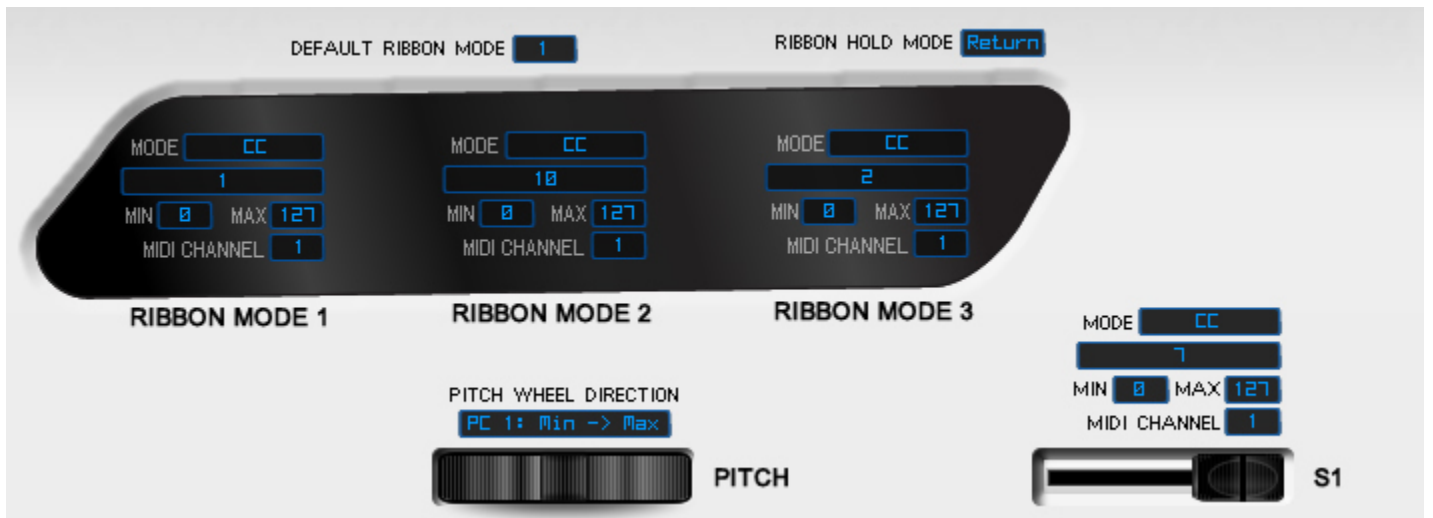 DEFAULT RIBBON MODE 1
RIBBON HOLD MODE Return
MODE CC
1
MIN 0 MAX 127
MIDI CHANNEL 1
RIBBON MODE 1
MODE CC
10
MIN 0 MAX 127
MIDI CHANNEL 1
RIBBON MODE 2
MODE CC
2
MIN 0 MAX 127
MIDI CHANNEL 1
RIBBON MODE 3
PITCH WHEEL DIRECTION
PC 1: Min -> Max
PITCH
MODE CC
7
MIN 0 MAX 127
MIDI CHANNEL 1
S1